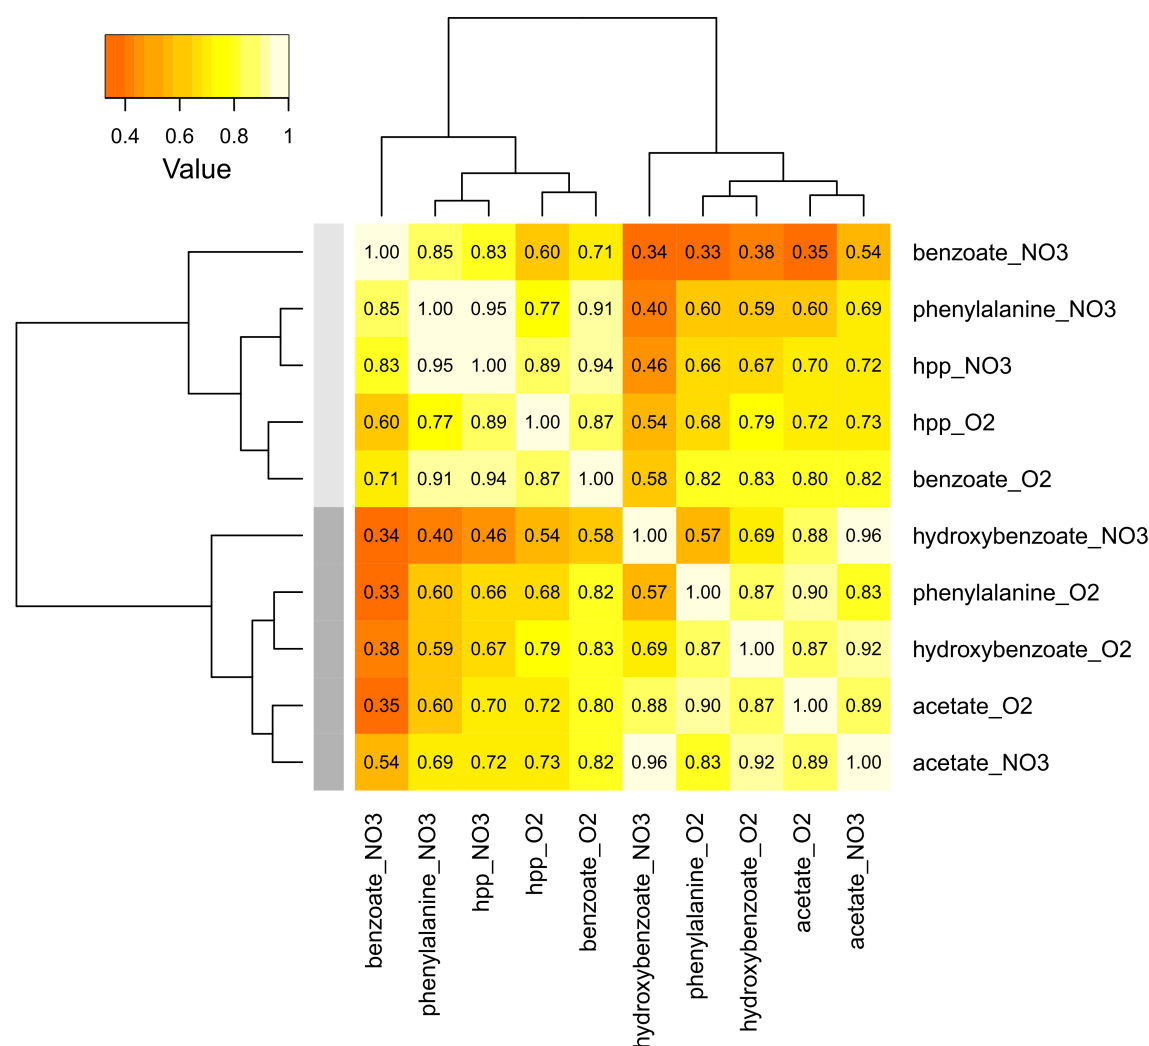 0.4 0.6 0.8 1
Value
1.00 0.85 0.83 0.60 0.71 0.34 0.33 0.38 0.35 0.54 benzoate_NO3
0.85 1.00 0.95 0.77 0.91 0.40 0.60 0.59 0.60 0.69 phenylalanine_NO3
0.83 0.95 1.00 0.89 0.94 0.46 0.66 0.67 0.70 0.72 hpp_NO3
0.60 0.77 0.89 1.00 0.87 0.54 0.68 0.79 0.72 0.73 hpp_O2
0.71 0.91 0.94 0.87 1.00 0.58 0.82 0.83 0.80 0.82 benzoate_O2
0.34 0.40 0.46 0.54 0.58 1.00 0.57 0.69 0.88 0.96 hydroxybenzoate_NO3
0.33 0.60 0.66 0.68 0.82 0.57 1.00 0.87 0.90 0.83 phenylalanine_O2
0.38 0.59 0.67 0.79 0.83 0.69 0.87 1.00 0.87 0.92 hydroxybenzoate_O2
0.35 0.60 0.70 0.72 0.80 0.88 0.90 0.87 1.00 0.89 acetate_O2
0.54 0.69 0.72 0.73 0.82 0.96 0.83 0.92 0.89 1.00 acetate_NO3
benzoate_NO3
phenylalanine_NO3
hpp_NO3
hpp_O2
benzoate_O2
hydroxybenzoate_NO3
phenylalanine_O2
hydroxybenzoate_O2
acetate_O2
acetate_NO3